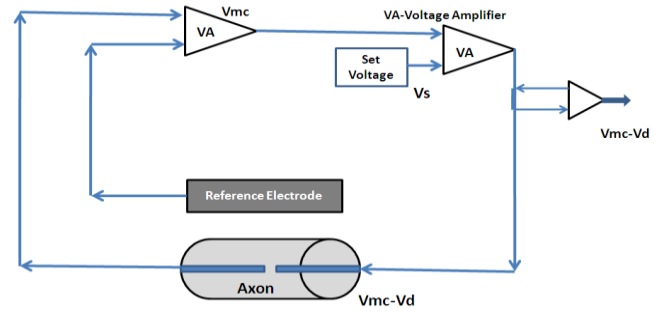 Vmc
VA-Voltage Amplifier
VA
VA
Set
Voltage
Vs
Vmc-Vd
Reference Electrode
Axon
Vmc-Vd